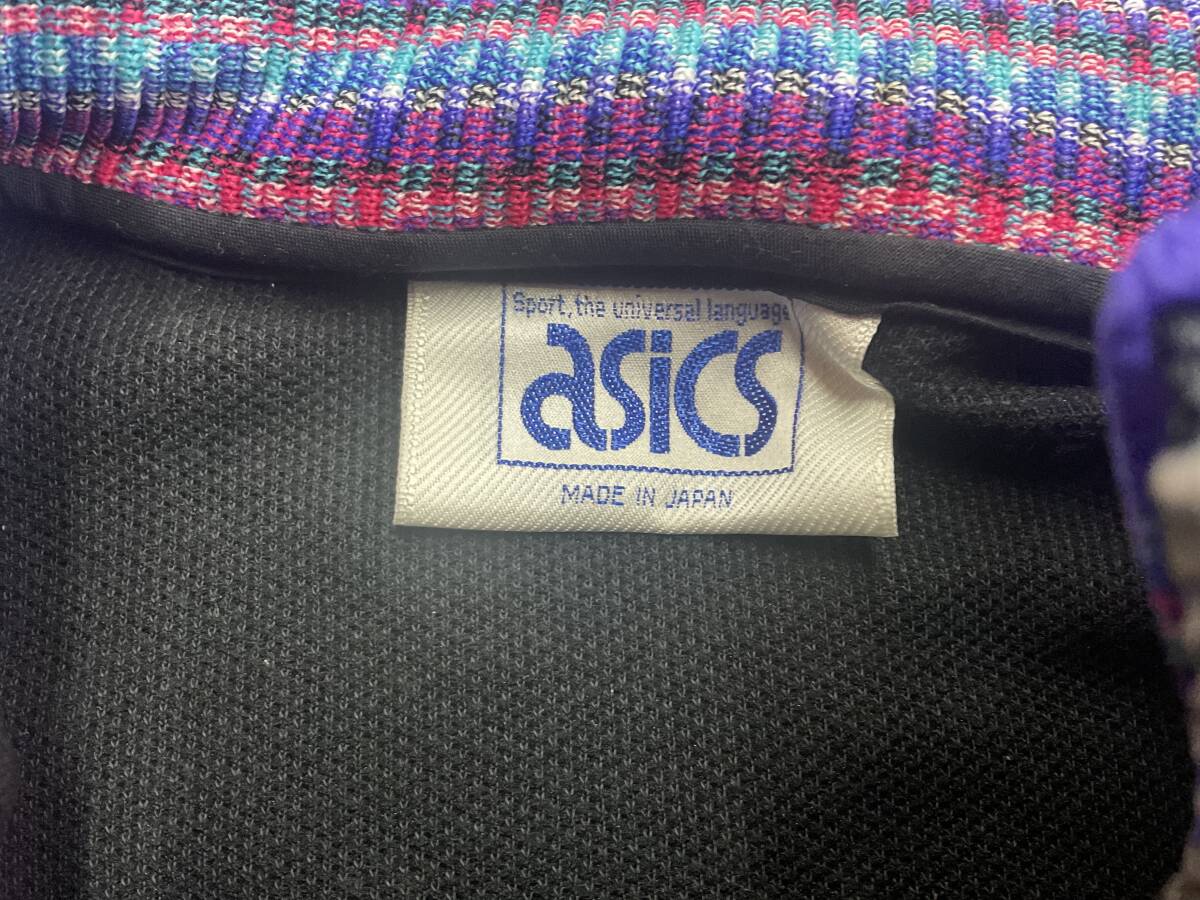 Sport, the universal language
asics
MADE IN JAPAN